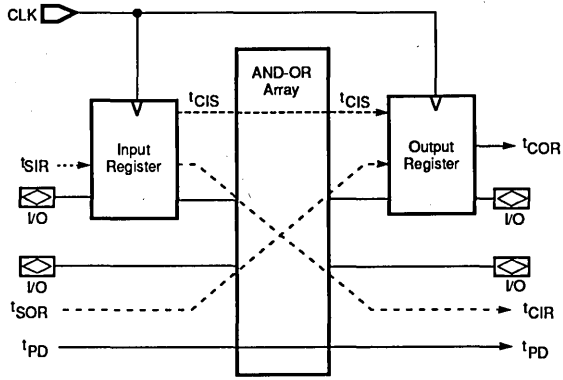 CLK
AND-OR
Array
tCIS
tCIS
Input
Register
Output
Register
tSIR
tCOR
I/O
I/O
I/O
I/O
tSOR
tCIR
tPD
tPD